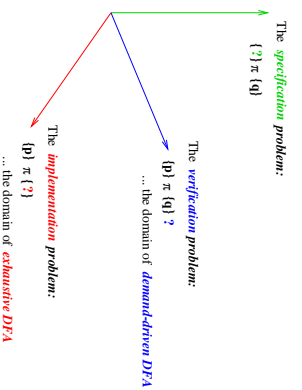 The specification problem:
{?} π {q}
The verification problem:
{p} π {q} ?
... the domain of demand-driven DFA
The implementation problem:
{p} π {?}
... the domain of exhaustive DFA